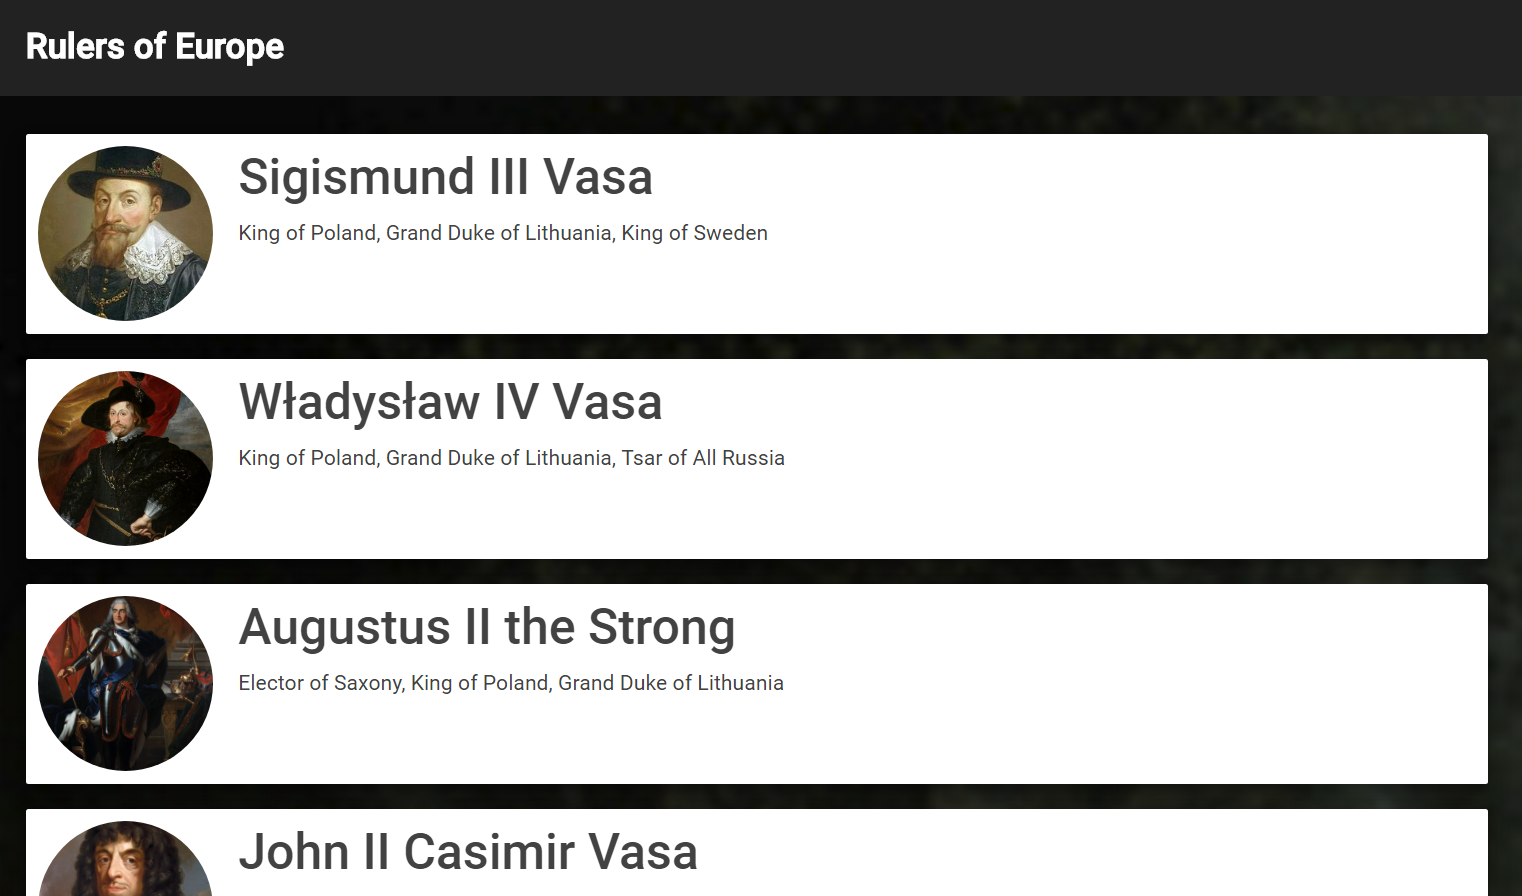 Rulers of Europe
Sigismund III Vasa
King of Poland, Grand Duke of Lithuania, King of Sweden
Władysław IV Vasa
King of Poland, Grand Duke of Lithuania, Tsar of All Russia
Augustus II the Strong
Elector of Saxony, King of Poland, Grand Duke of Lithuania
John II Casimir Vasa